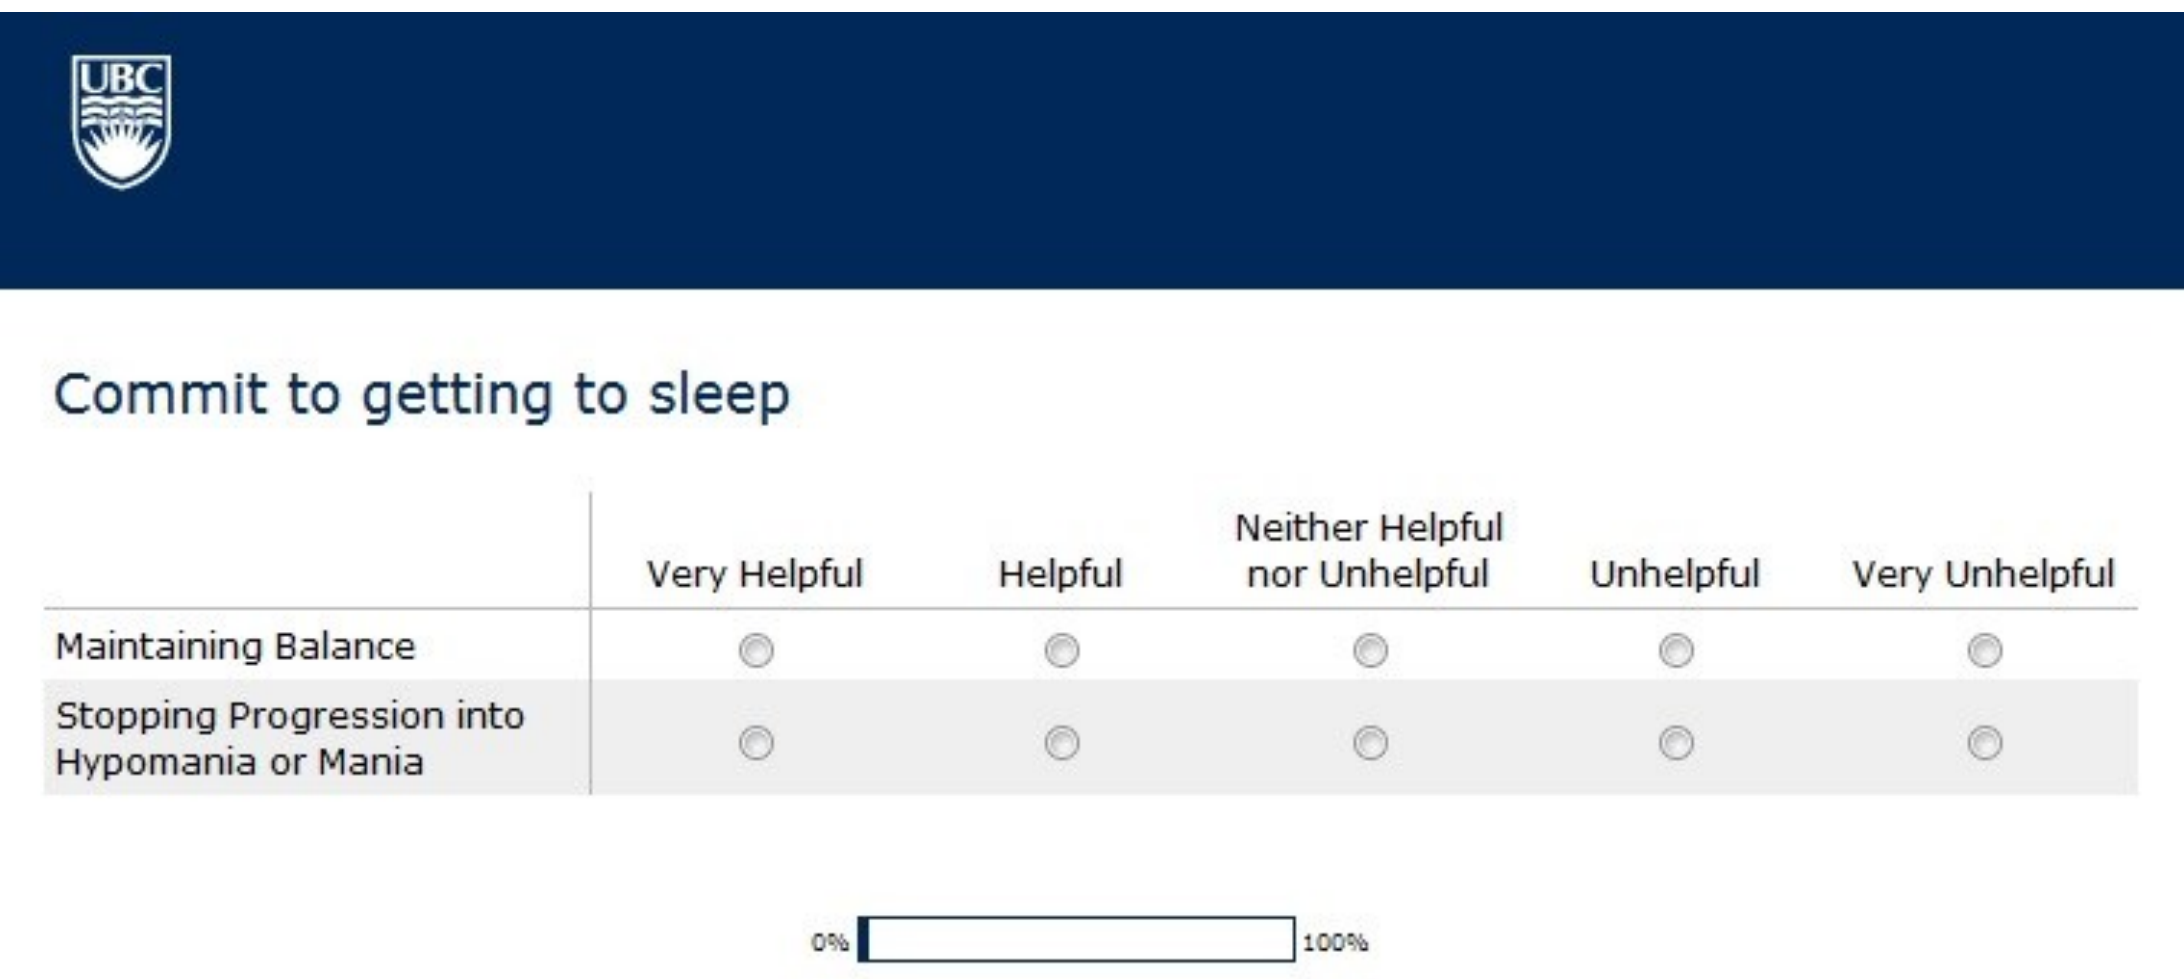 UBC
Commit to getting to sleep
Neither Helpful
Very Helpful Helpful nor Unhelpful Unhelpful Very Unhelpful
Maintaining Balance
Stopping Progression into
Hypomania or Mania
0% 100%